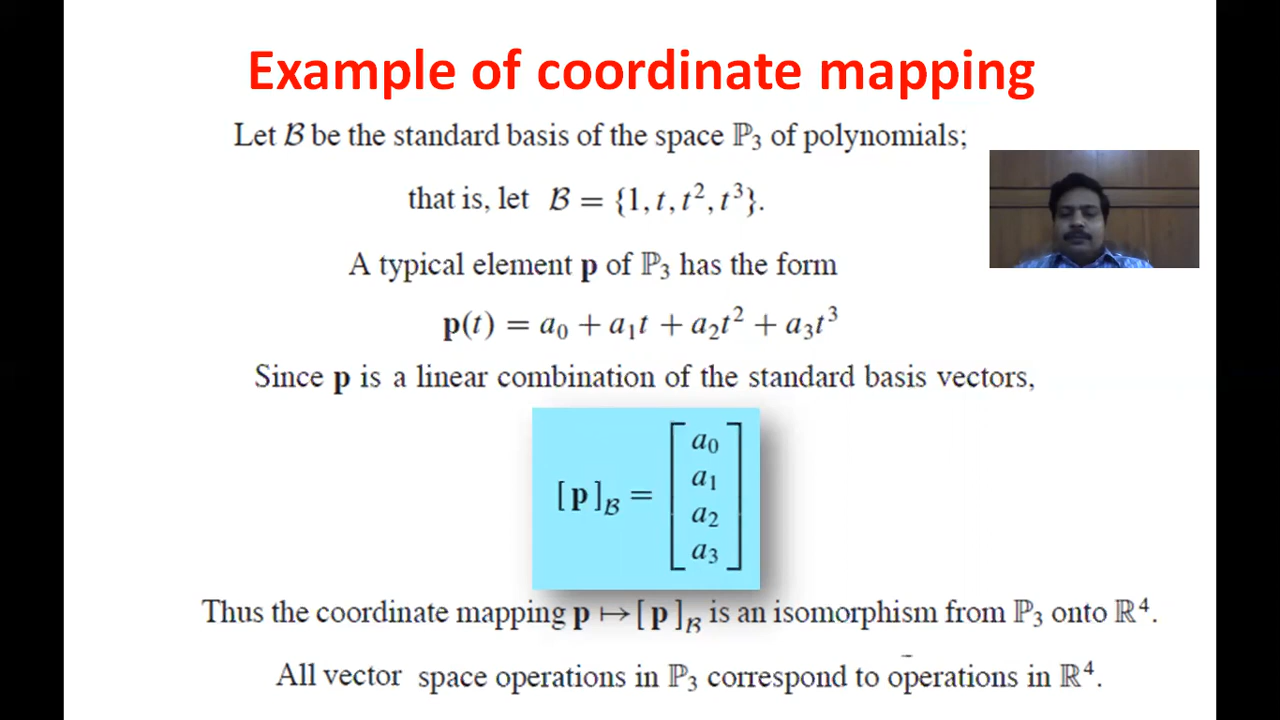 Example of coordinate mapping
Let ℬ be the standard basis of the space ℙ₃ of polynomials;
that is, let ℬ = {1, t, t², t³}.
A typical element p of ℙ₃ has the form
p(t) = a₀ + a₁t + a₂t² + a₃t³
Since p is a linear combination of the standard basis vectors,
[p]ℬ = [a₀ a₁ a₂ a₃]
Thus the coordinate mapping p ↦ [p]ℬ is an isomorphism from ℙ₃ onto ℝ⁴.
All vector space operations in ℙ₃ correspond to operations in ℝ⁴.